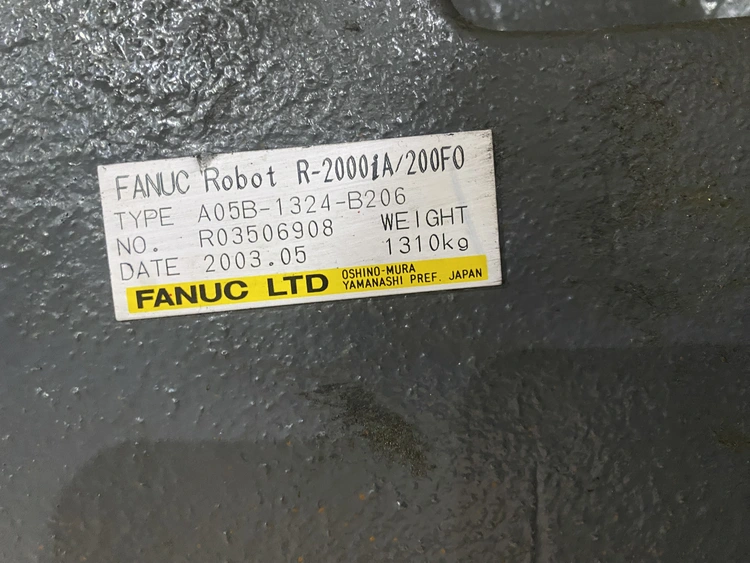 FANUC Robot R-2000iA/200FO
TYPE A05B-1324-B206
NO. R03506908 WEIGHT
DATE 2003.05 1310kg
FANUC LTD OSHINO-MURA
YAMANASHI PREF. JAPAN